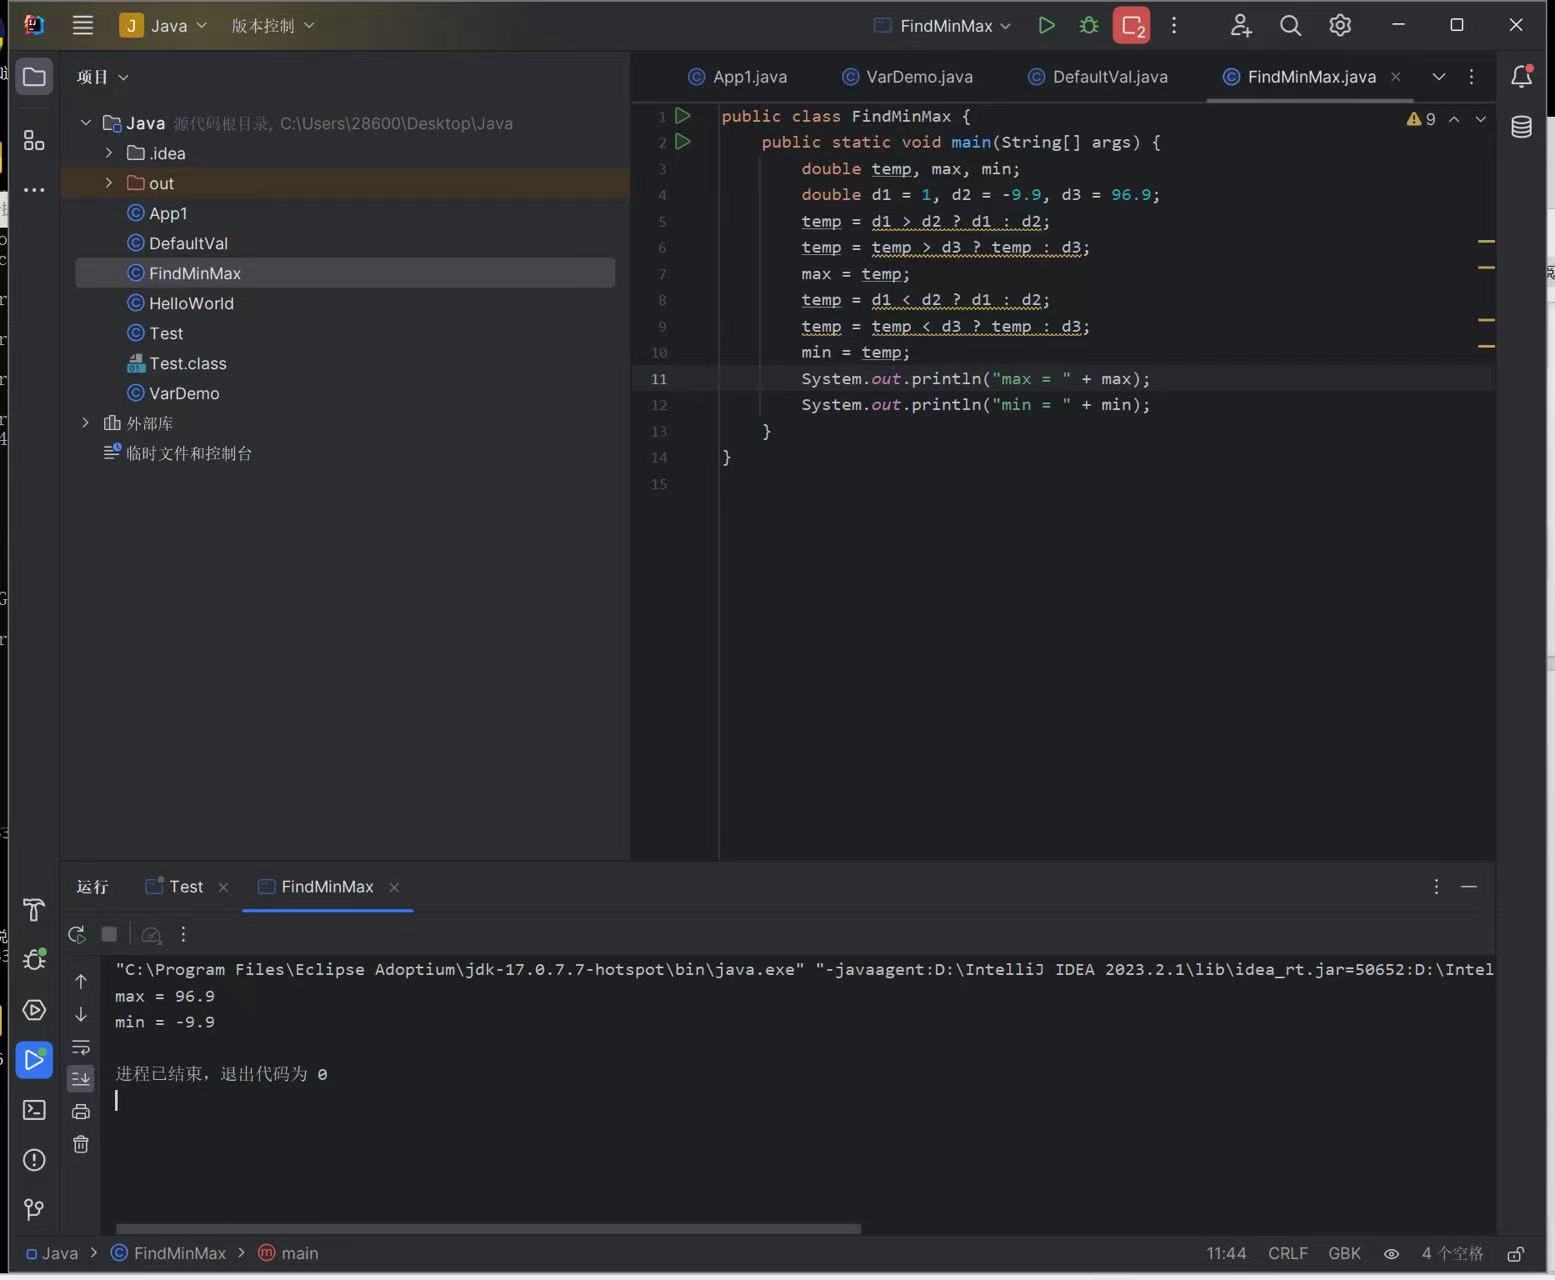 J Java 版本控制 FindMinMax 2
项目
App1.java VarDemo.java DefaultVal.java FindMinMax.java
Java 源代码根目录, C:\Users\28600\Desktop\Java
.idea
out
App1
DefaultVal
FindMinMax
HelloWorld
Test
Test.class
VarDemo
外部库
临时文件和控制台
9
1 public class FindMinMax {
2 public static void main(String[] args) {
3 double temp, max, min;
4 double d1 = 1, d2 = -9.9, d3 = 96.9;
5 temp = d1 > d2 ? d1 : d2;
6 temp = temp > d3 ? temp : d3;
7 max = temp;
8 temp = d1 < d2 ? d1 : d2;
9 temp = temp < d3 ? temp : d3;
10 min = temp;
11 System.out.println("max = " + max);
12 System.out.println("min = " + min);
13 }
14 }
15
运行 Test FindMinMax
"C:\Program Files\Eclipse Adoptium\jdk-17.0.7.7-hotspot\bin\java.exe" "-javaagent:D:\IntelliJ IDEA 2023.2.1\lib\idea_rt.jar=50652:D:\Intel
max = 96.9
min = -9.9
进程已结束，退出代码为 0
Java > FindMinMax > main 11:44 CRLF GBK 4 个空格